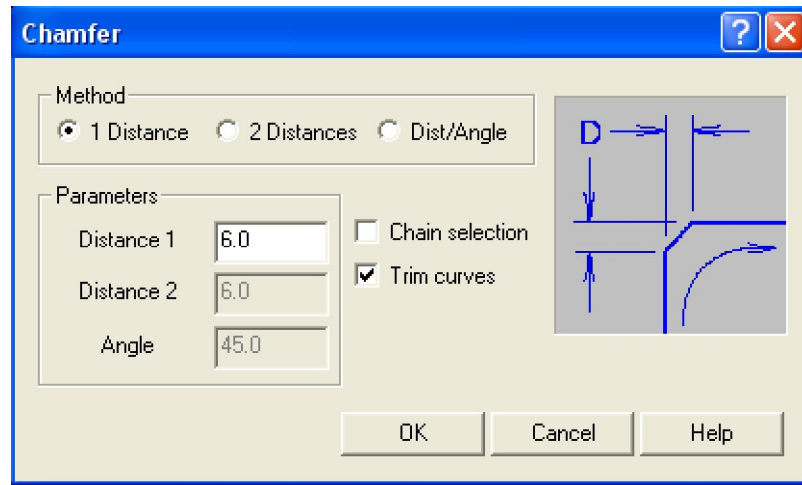 Chamfer
?
Method
1 Distance 2 Distances Dist/Angle
D
Parameters
Distance 1 6.0
Chain selection
Trim curves
Distance 2 6.0
Angle 45.0
OK Cancel Help